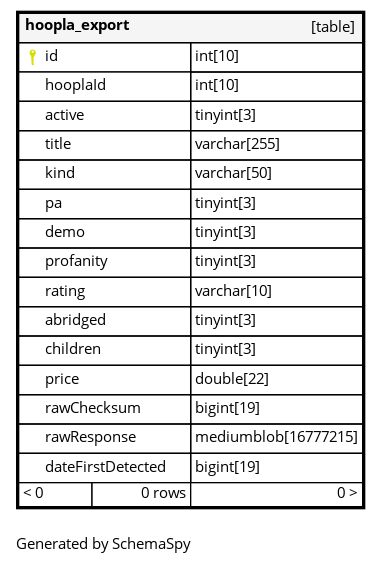 hoopla_export [table]
id int[10]
hooplaId int[10]
active tinyint[3]
title varchar[255]
kind varchar[50]
pa tinyint[3]
demo tinyint[3]
profanity tinyint[3]
rating varchar[10]
abridged tinyint[3]
children tinyint[3]
price double[22]
rawChecksum bigint[19]
rawResponse mediumblob[16777215]
dateFirstDetected bigint[19]
< 0 0 rows 0 >
Generated by SchemaSpy